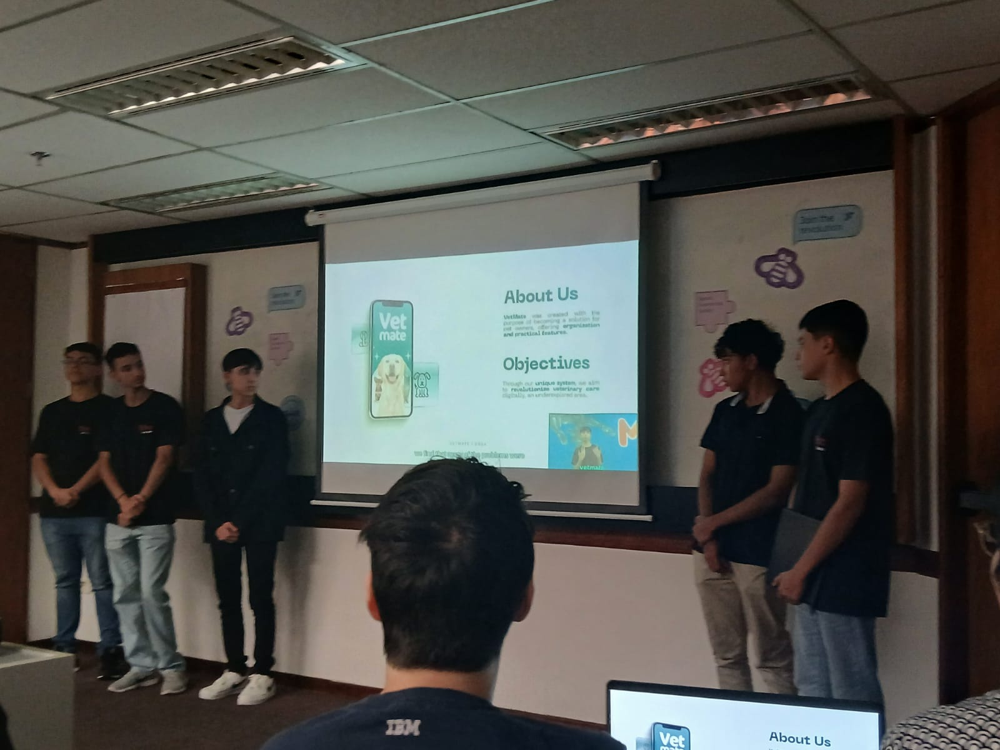 Join the
revolution
Vet
mate
About Us
VetMate was created with the
purpose of becoming a solution for
pet owners, offering organization
and practical features.
Objectives
Through our unique system, we aim
to revolutionize veterinary care
digitally, an underexplored area.
we find that many of the problems were
M
vetmate
IBM
Vet
mate
About Us